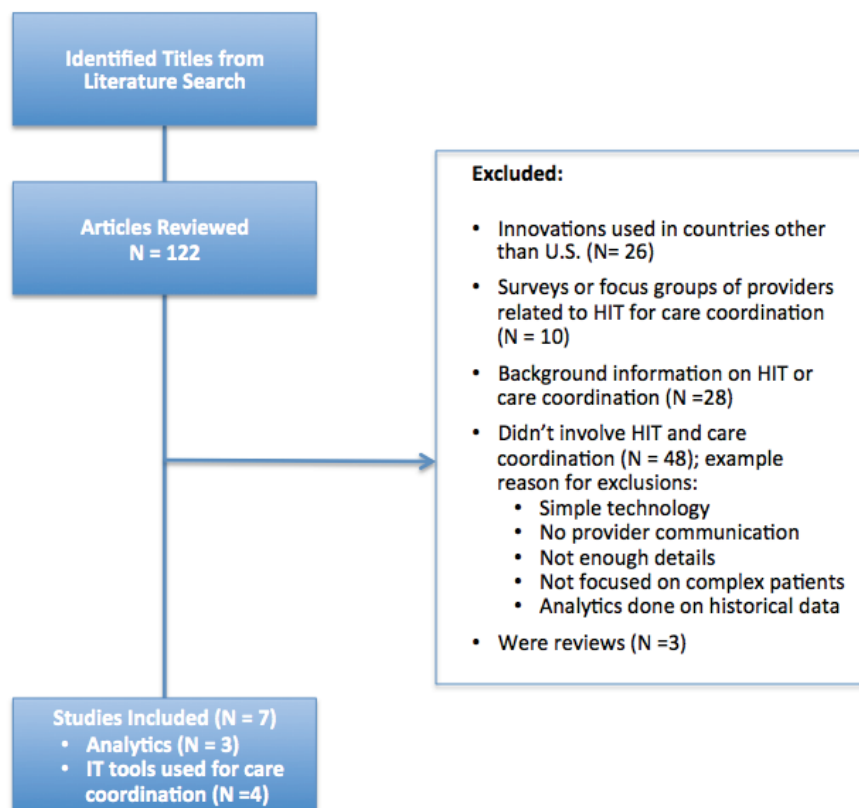 Identified Titles from
Literature Search
Articles Reviewed
N = 122
Excluded:
• Innovations used in countries other
than U.S. (N= 26)
• Surveys or focus groups of providers
related to HIT for care coordination
(N = 10)
• Background information on HIT or
care coordination (N =28)
• Didn’t involve HIT and care
coordination (N = 48); example
reason for exclusions:
• Simple technology
• No provider communication
• Not enough details
• Not focused on complex patients
• Analytics done on historical data
• Were reviews (N =3)
Studies Included (N = 7)
• Analytics (N = 3)
• IT tools used for care
coordination (N =4)